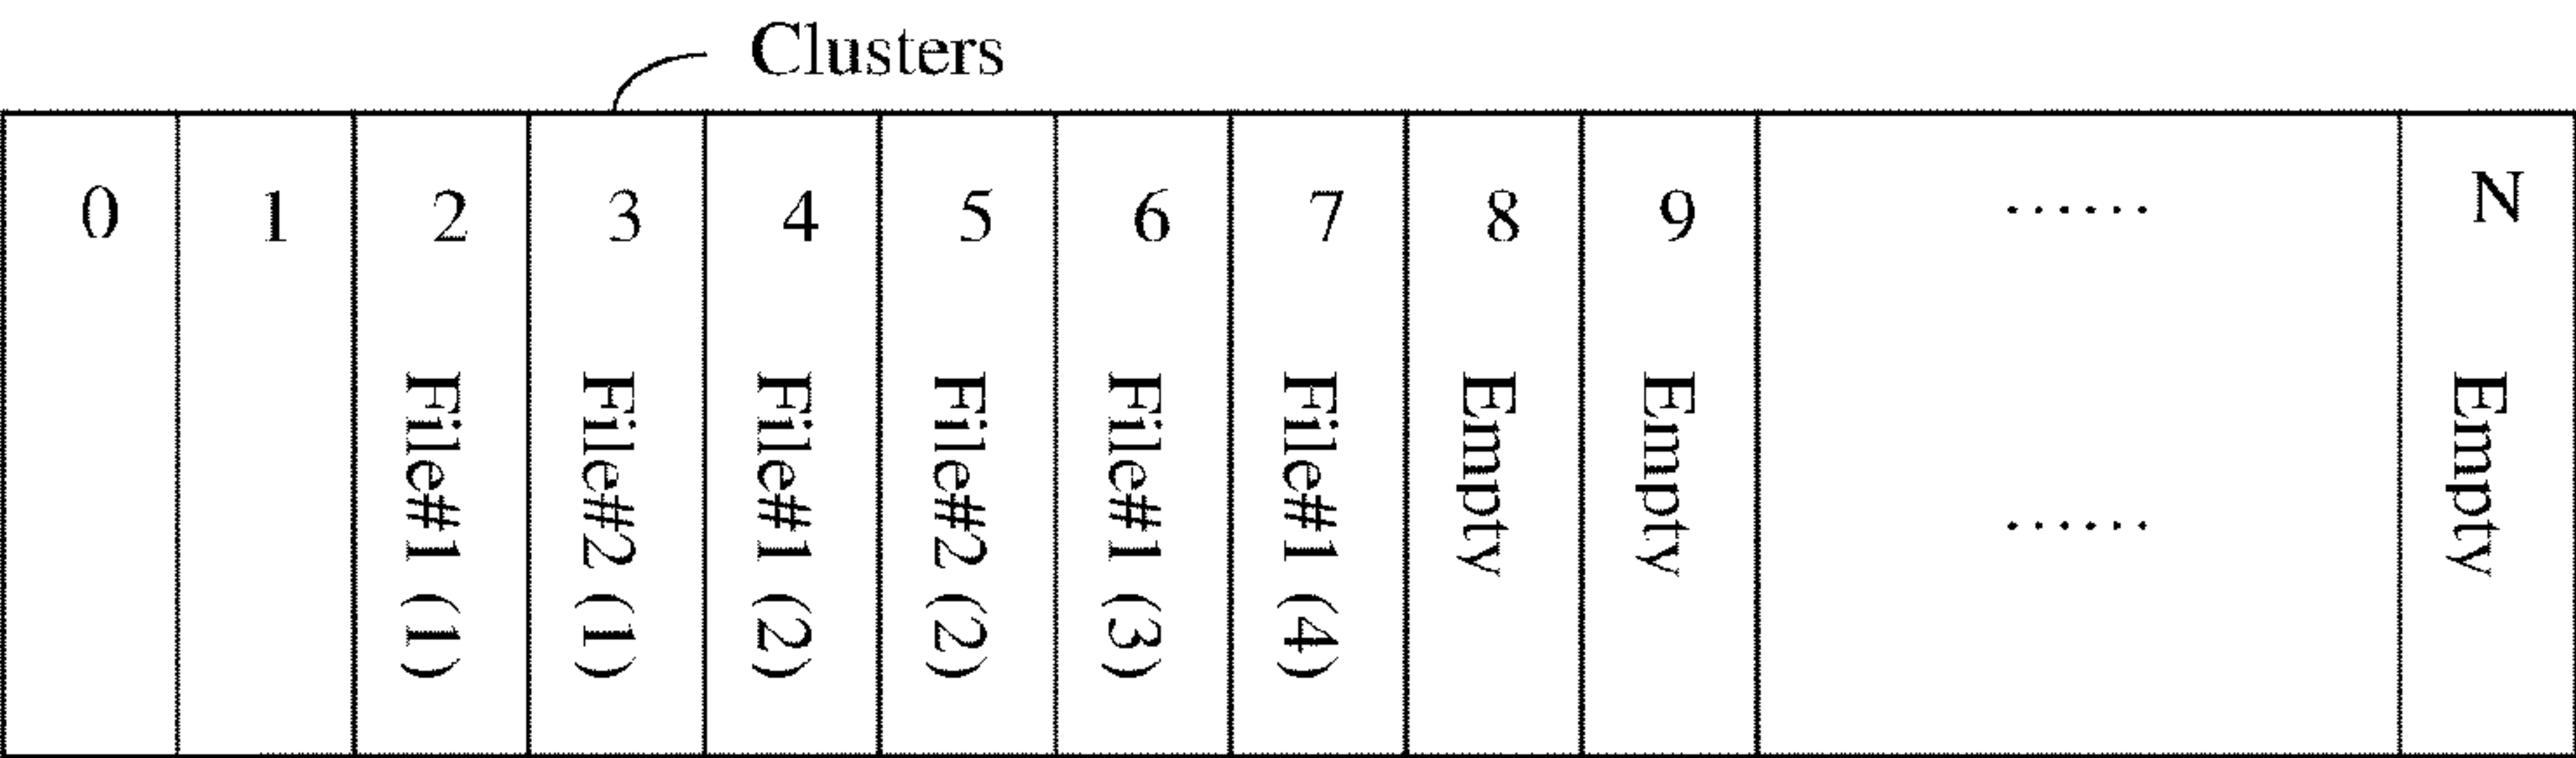 Clusters
0 1 2 3 4 5 6 7 8 9 ...... N
File#1 (1) File#2 (1) File#1 (2) File#2 (2) File#1 (3) File#1 (4) Empty Empty ...... Empty